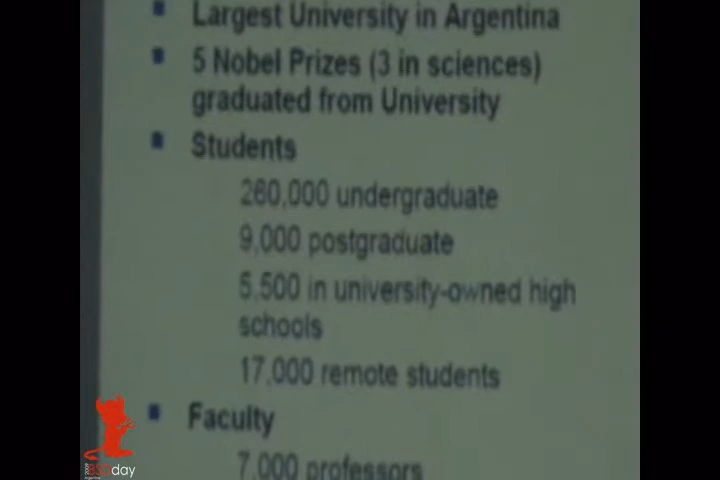 Largest University in Argentina
5 Nobel Prizes (3 in sciences)
graduated from University
Students
260,000 undergraduate
9,000 postgraduate
5,500 in university-owned high
schools
17,000 remote students
Faculty
7,000 professors
BSDday